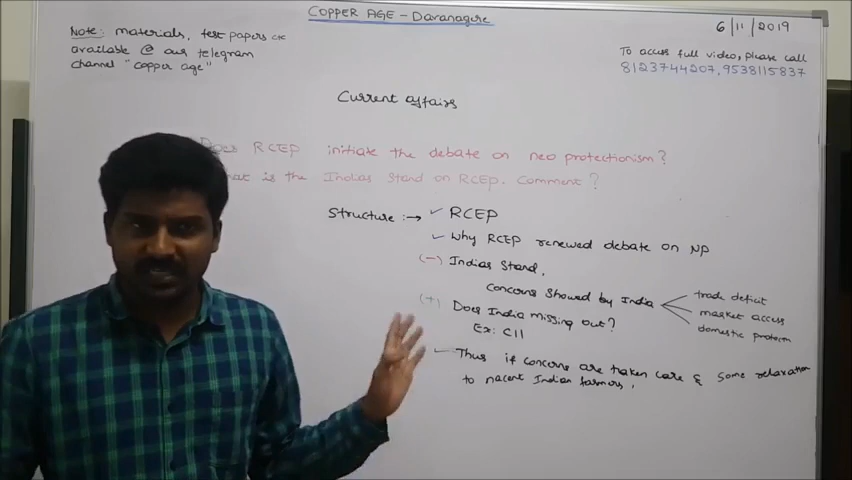 COPPER AGE - Davanagere
6/11/2019
Note: materials, test papers etc
available @ our telegram
channel "copper age"
To access full video, please call
8123744207, 9538115837
Current affairs
Does RCEP initiate the debate on neo protectionism?
hat is the Indias Stand on RCEP. Comment?
Structure :→ ✓ RCEP
✓ Why RCEP renewed debate on NP
(-) Indias Stand,
Concerns Showed by India
trade deficit
market access
domestic protecm
(+) Does India missing out?
Ex: CII
Thus if concerns are taken care & some relaxation
to nacent Indian farmers,